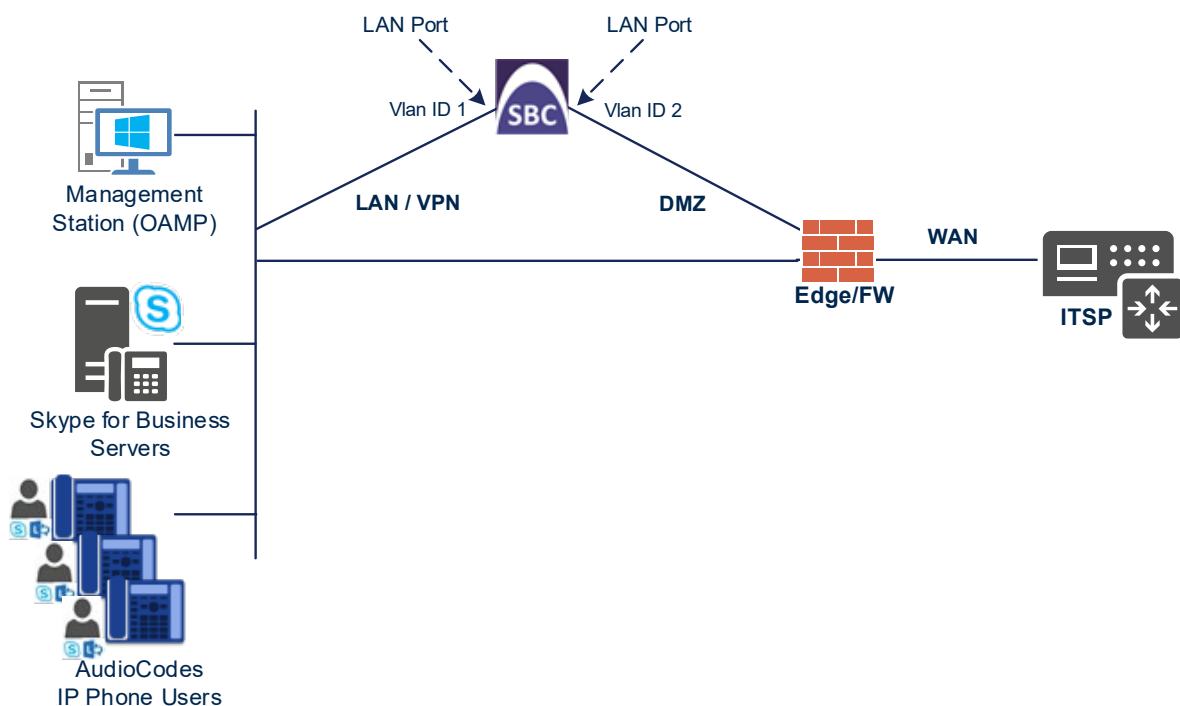 LAN Port
LAN Port
Vlan ID 1
SBC
Vlan ID 2
Management
Station (OAMP)
LAN / VPN
DMZ
WAN
Edge/FW
ITSP
S
Skype for Business
Servers
S
S
S
AudioCodes
IP Phone Users